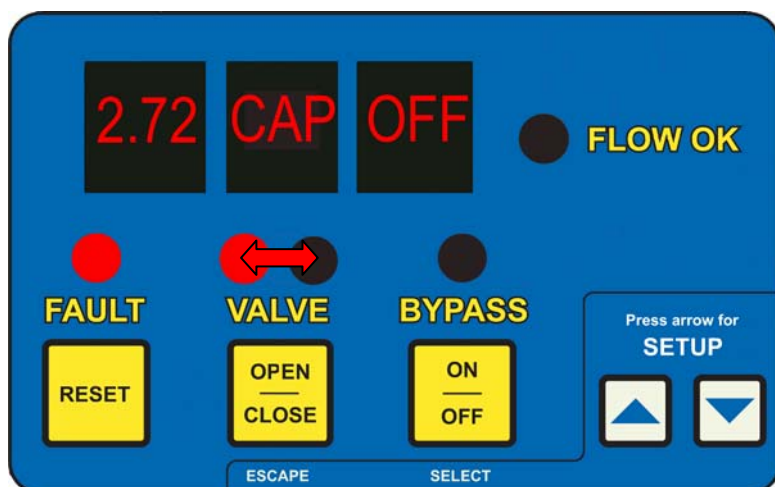 2.72 CAP OFF
FLOW OK
FAULT VALVE BYPASS
Press arrow for
SETUP
RESET
OPEN
CLOSE
ON
OFF
ESCAPE SELECT